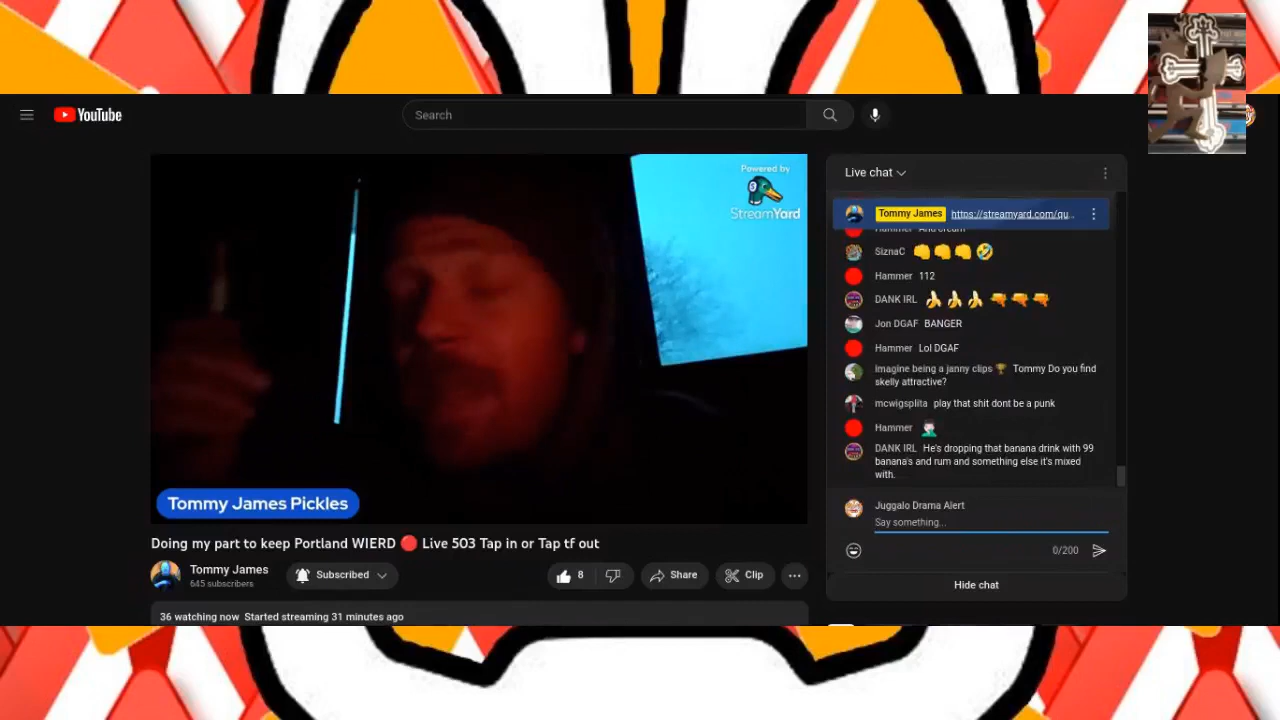 YouTube
Search
Powered by
StreamYard
Tommy James Pickles
Doing my part to keep Portland WIERD 🔴 Live 503 Tap in or Tap tf out
Tommy James
645 subscribers
Subscribed
8
Share
Clip
36 watching now Started streaming 31 minutes ago
Live chat
Tommy James https://streamyard.com/qu...
Hammer And cream
SiznaC 👊👊👊🤣
Hammer 112
DANK IRL 🍌🍌🍌🔫🔫🔫
Jon DGAF BANGER
Hammer Lol DGAF
imagine being a janny clips 🏆 Tommy Do you find
skelly attractive?
mcwigsplita play that shit dont be a punk
Hammer 🤦🏻‍♂️
DANK IRL He's dropping that banana drink with 99
banana's and rum and something else it's mixed
with.
Juggalo Drama Alert
Say something...
0/200
Hide chat